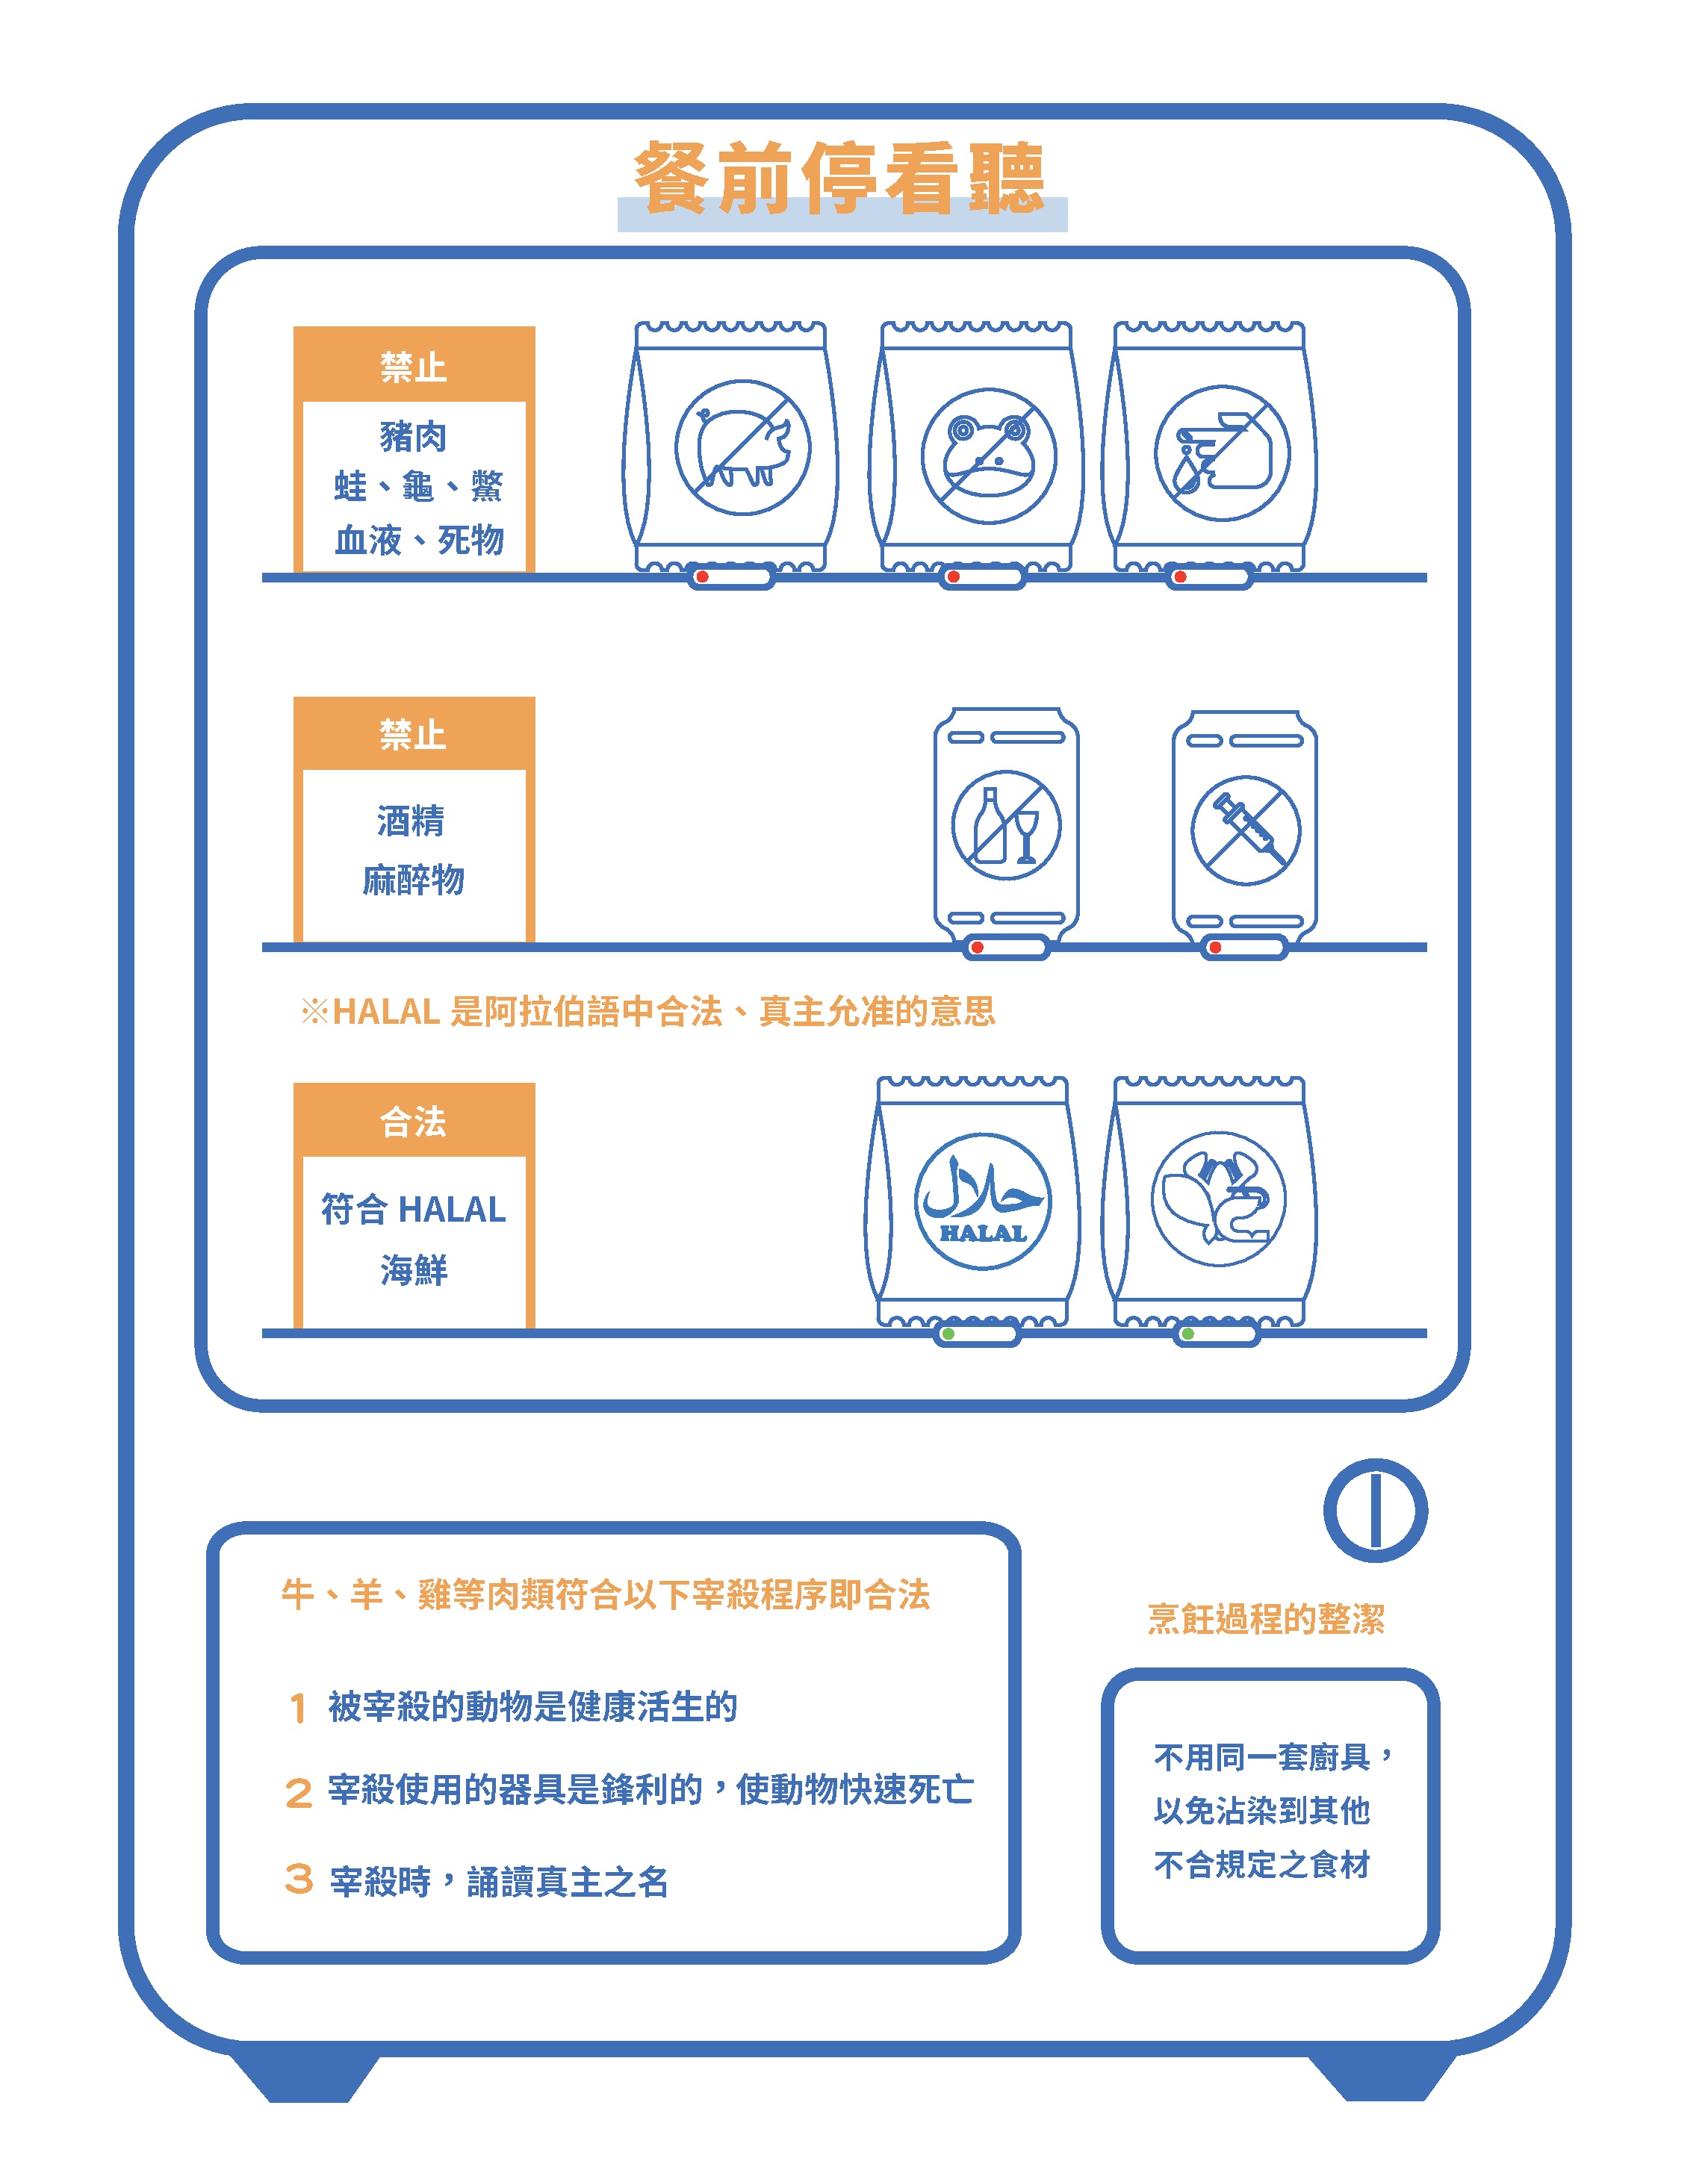 餐前停看聽
禁止
豬肉
蛙、龜、鱉
血液、死物
禁止
酒精
麻醉物
※HALAL 是阿拉伯語中合法、真主允准的意思
合法
符合 HALAL
海鮮
حلال
HALAL
牛、羊、雞等肉類符合以下宰殺程序即合法
1 被宰殺的動物是健康活生的
2 宰殺使用的器具是鋒利的，使動物快速死亡
3 宰殺時，誦讀真主之名
烹飪過程的整潔
不用同一套廚具，
以免沾染到其他
不合規定之食材